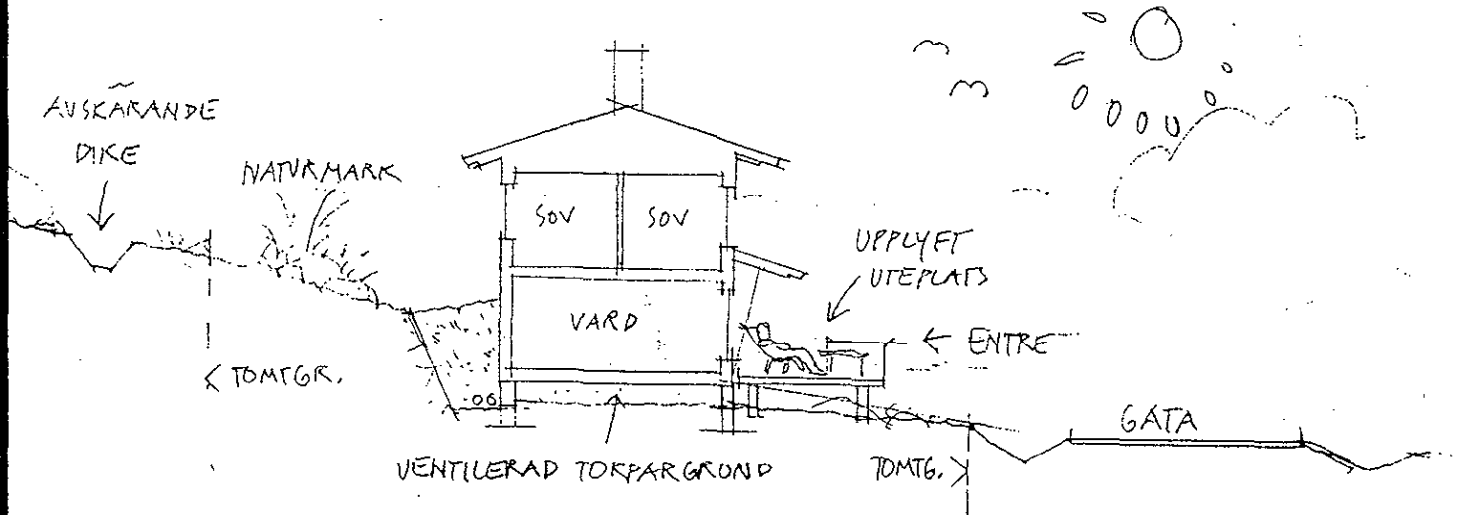 AVSKÄRANDE
DIKE
NATURMARK
SOV
SOV
UPPLYFT
UTEPLATS
VARD
← ENTRE
< TOMTGR.
GATA
VENTILERAD TORPARGRUND
TOMTG. >